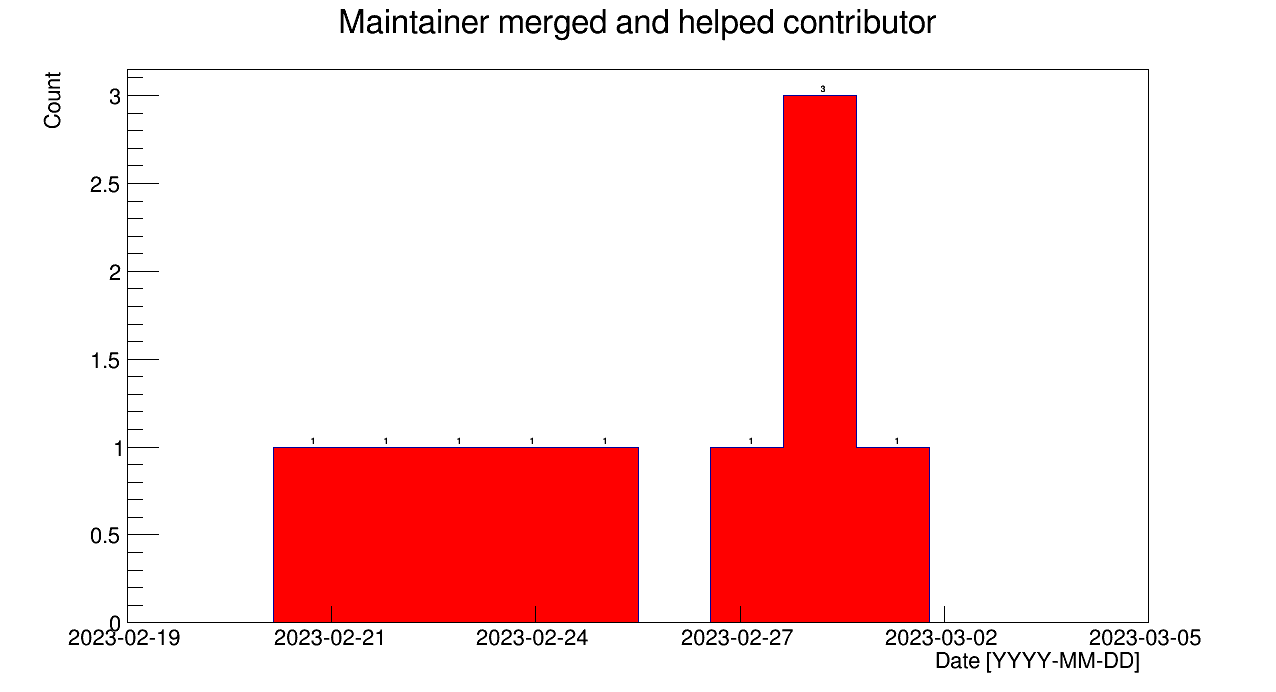 Maintainer merged and helped contributor
Count
3
2.5
2
1.5
1
0.5
0
3
1 1 1 1 1 1 1
2023-02-19 2023-02-21 2023-02-24 2023-02-27 2023-03-02 2023-03-05
Date [YYYY-MM-DD]